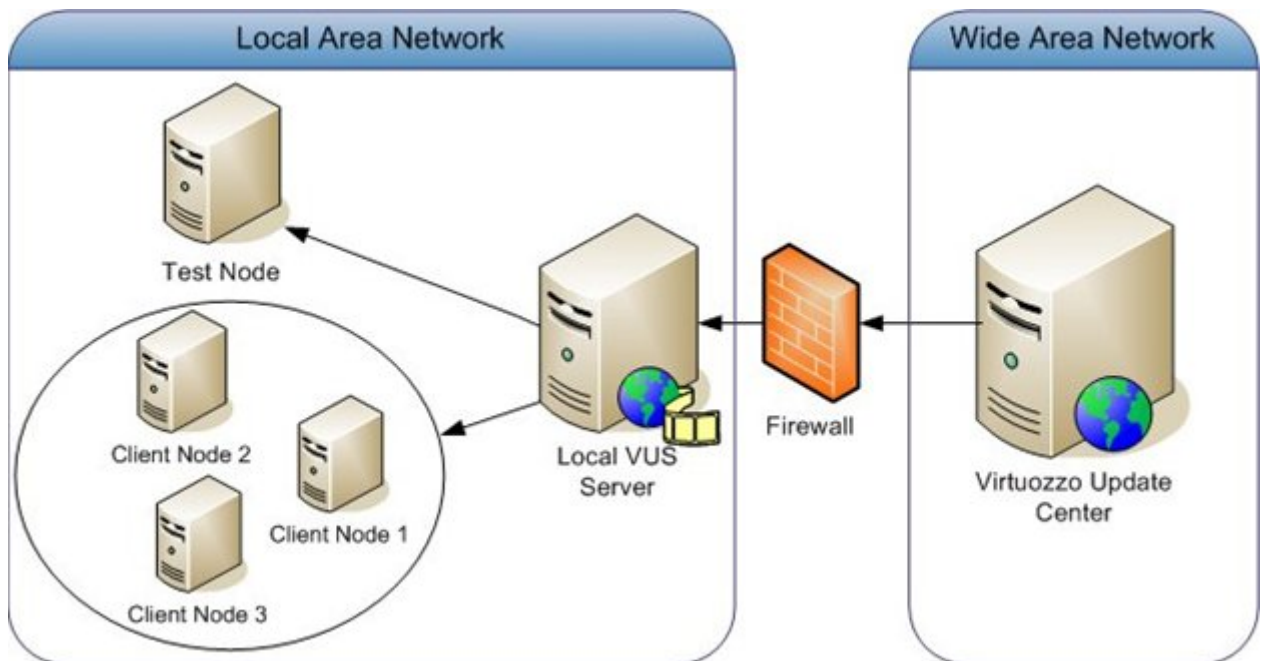 Local Area Network
Wide Area Network
Test Node
Client Node 2
Client Node 1
Client Node 3
Local VUS
Server
Firewall
Virtuozzo Update
Center